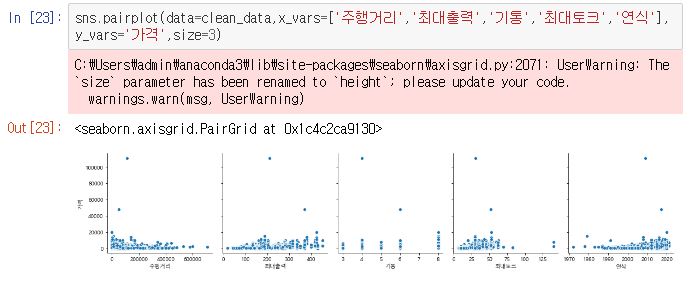 In [23]:
sns.pairplot(data=clean_data,x_vars=['주행거리','최대출력','기통','최대토크','연식'],
y_vars='가격',size=3)
C:₩Users₩admin₩anaconda3₩lib₩site-packages₩seaborn₩axisgrid.py:2071: UserWarning: The
`size` parameter has been renamed to `height`; please update your code.
warnings.warn(msg, UserWarning)
Out[23]:
<seaborn.axisgrid.PairGrid at 0x1c4c2ca9130>
100000
80000
60000
40000
20000
0
가격
0 200000 400000 600000
주행거리
0 200 400
최대출력
3 4 5 6 7 8
기통
0 50 100
최대토크
1970 1980 1990 2000 2010 2020
연식